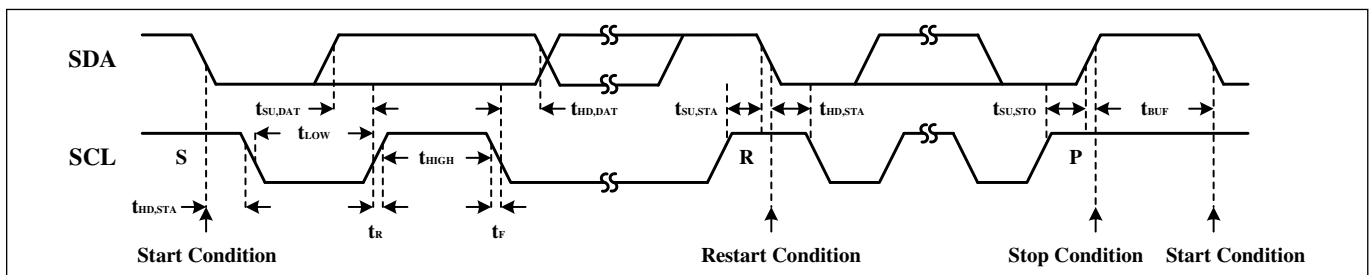 SDA
tSU,DAT
tHD,DAT
tSU,STA
tHD,STA
tSU,STO
tBUF
tLOW
SCL
S
tHIGH
R
P
tHD,STA
tR
tF
Start Condition
Restart Condition
Stop Condition
Start Condition